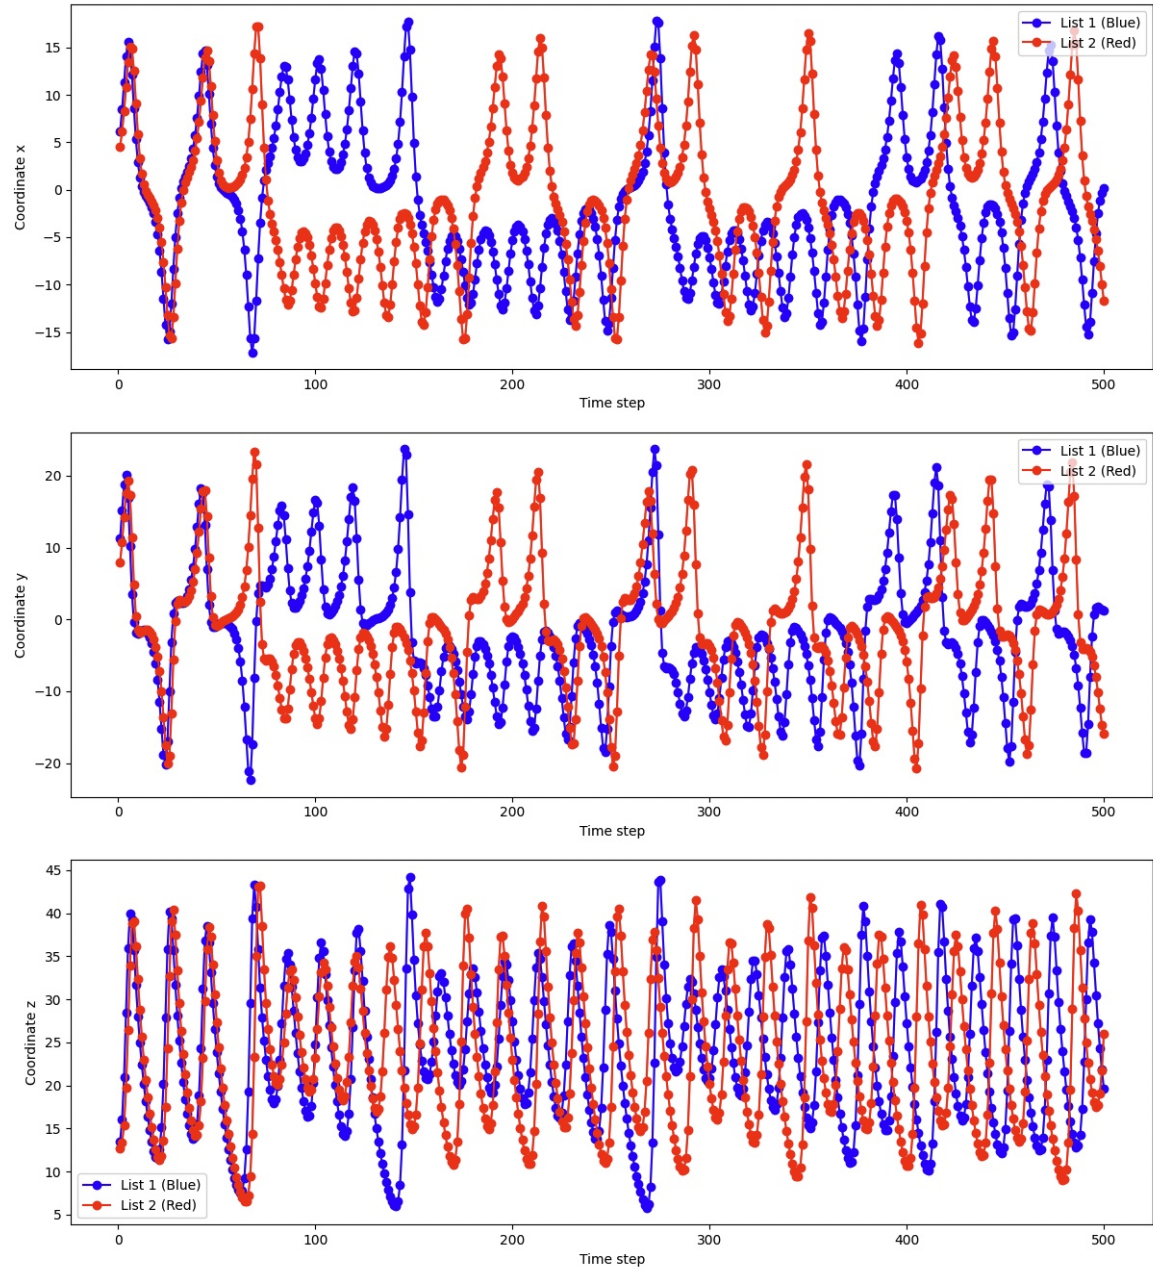 15
10
5
0
−5
−10
−15
Coordinate x
List 1 (Blue)
List 2 (Red)
0 100 200 300 400 500
Time step
20
10
0
−10
−20
Coordinate y
List 1 (Blue)
List 2 (Red)
0 100 200 300 400 500
Time step
45
40
35
30
25
20
15
10
5
Coordinate z
List 1 (Blue)
List 2 (Red)
0 100 200 300 400 500
Time step